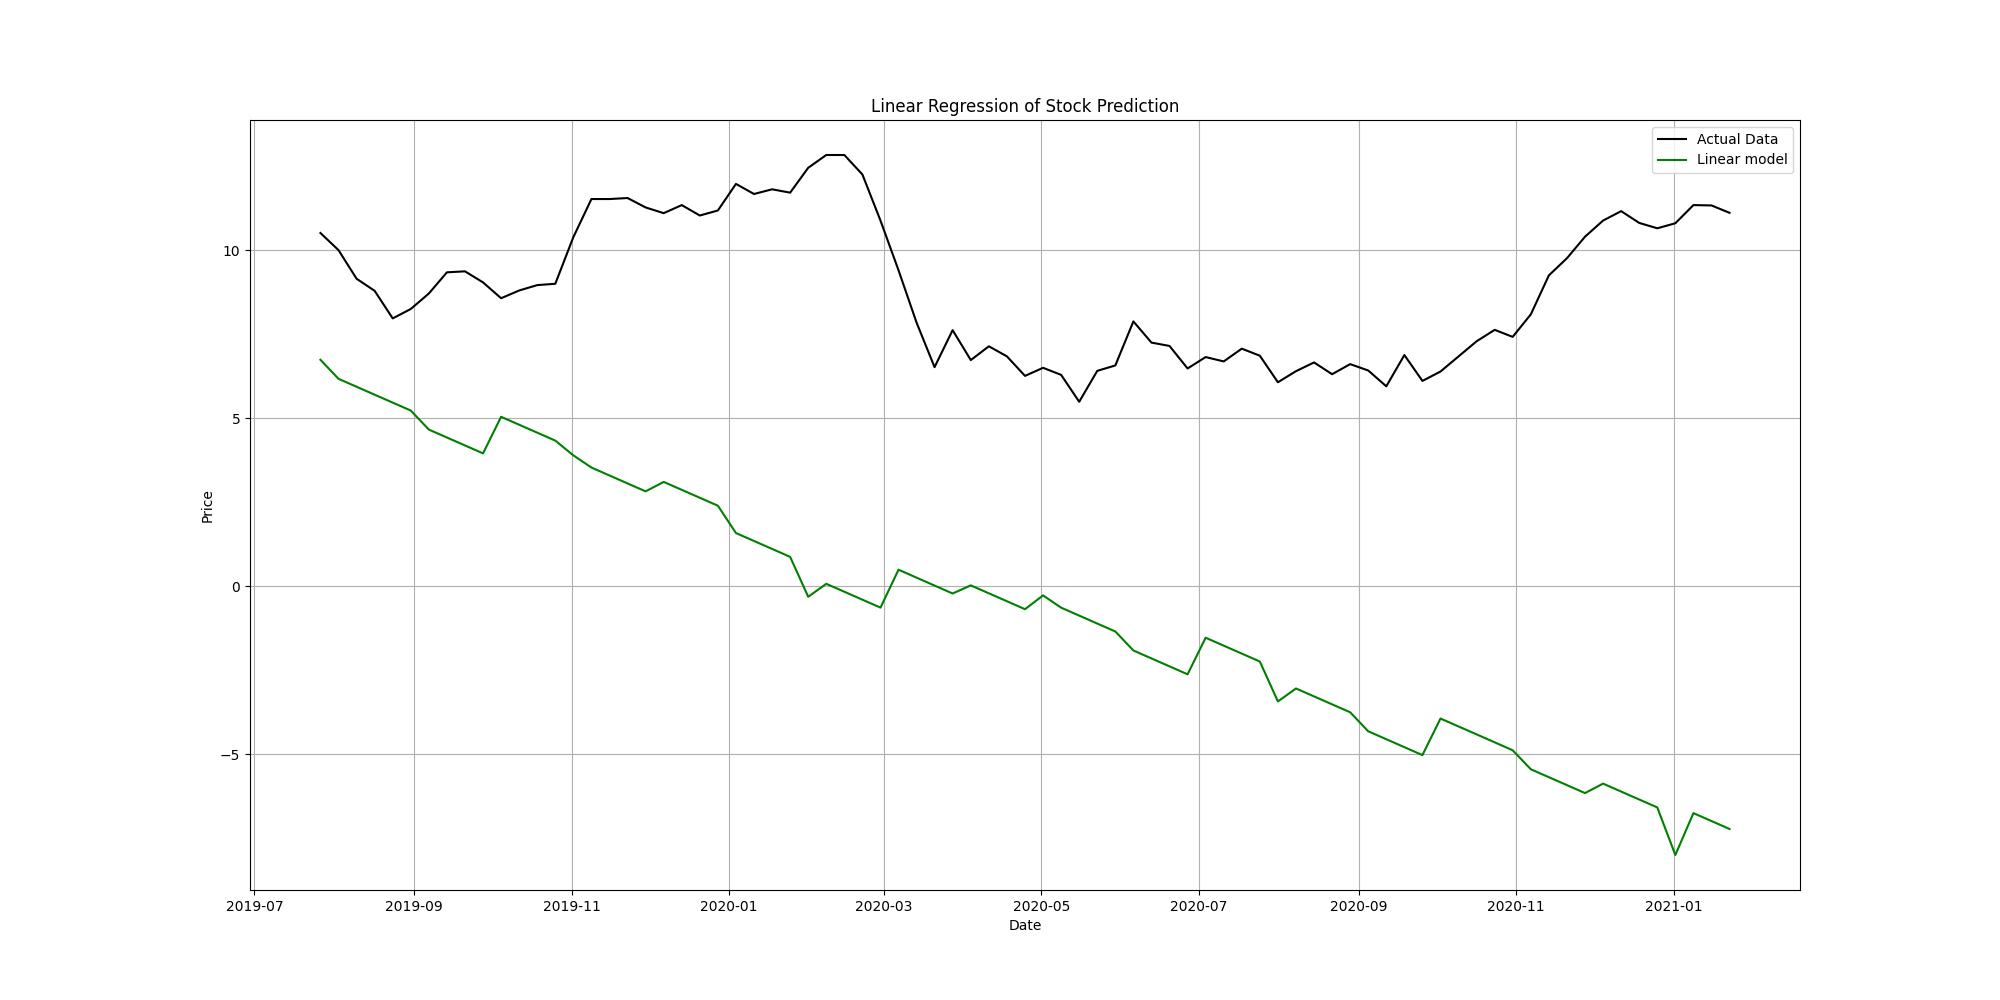 Linear Regression of Stock Prediction
Actual Data
Linear model
10
5
0
−5
Price
2019-07 2019-09 2019-11 2020-01 2020-03 2020-05 2020-07 2020-09 2020-11 2021-01
Date